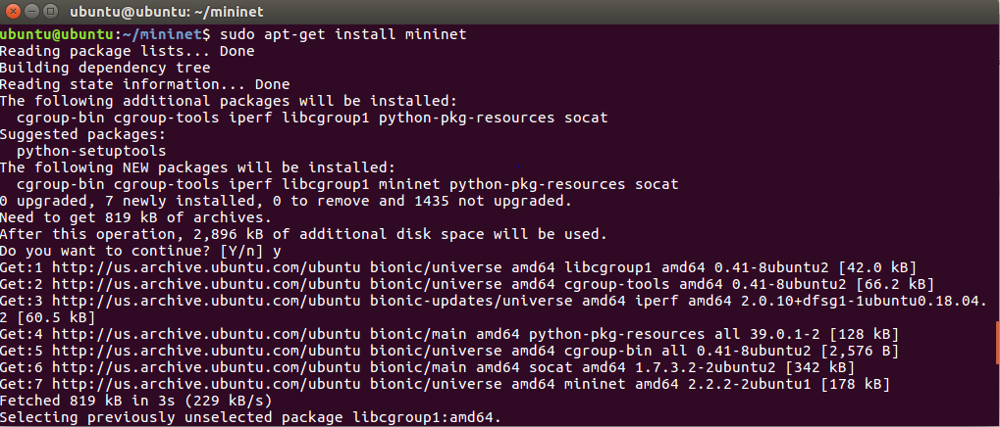 ubuntu@ubuntu: ~/mininet
ubuntu@ubuntu:~/mininet$ sudo apt-get install mininet
Reading package lists... Done
Building dependency tree
Reading state information... Done
The following additional packages will be installed:
  cgroup-bin cgroup-tools iperf libcgroup1 python-pkg-resources socat
Suggested packages:
  python-setuptools
The following NEW packages will be installed:
  cgroup-bin cgroup-tools iperf libcgroup1 mininet python-pkg-resources socat
0 upgraded, 7 newly installed, 0 to remove and 1435 not upgraded.
Need to get 819 kB of archives.
After this operation, 2,896 kB of additional disk space will be used.
Do you want to continue? [Y/n] y
Get:1 http://us.archive.ubuntu.com/ubuntu bionic/universe amd64 libcgroup1 amd64 0.41-8ubuntu2 [42.0 kB]
Get:2 http://us.archive.ubuntu.com/ubuntu bionic/universe amd64 cgroup-tools amd64 0.41-8ubuntu2 [66.2 kB]
Get:3 http://us.archive.ubuntu.com/ubuntu bionic-updates/universe amd64 iperf amd64 2.0.10+dfsg1-1ubuntu0.18.04.
2 [60.5 kB]
Get:4 http://us.archive.ubuntu.com/ubuntu bionic/main amd64 python-pkg-resources all 39.0.1-2 [128 kB]
Get:5 http://us.archive.ubuntu.com/ubuntu bionic/universe amd64 cgroup-bin all 0.41-8ubuntu2 [2,576 B]
Get:6 http://us.archive.ubuntu.com/ubuntu bionic/main amd64 socat amd64 1.7.3.2-2ubuntu2 [342 kB]
Get:7 http://us.archive.ubuntu.com/ubuntu bionic/universe amd64 mininet amd64 2.2.2-2ubuntu1 [178 kB]
Fetched 819 kB in 3s (229 kB/s)
Selecting previously unselected package libcgroup1:amd64.